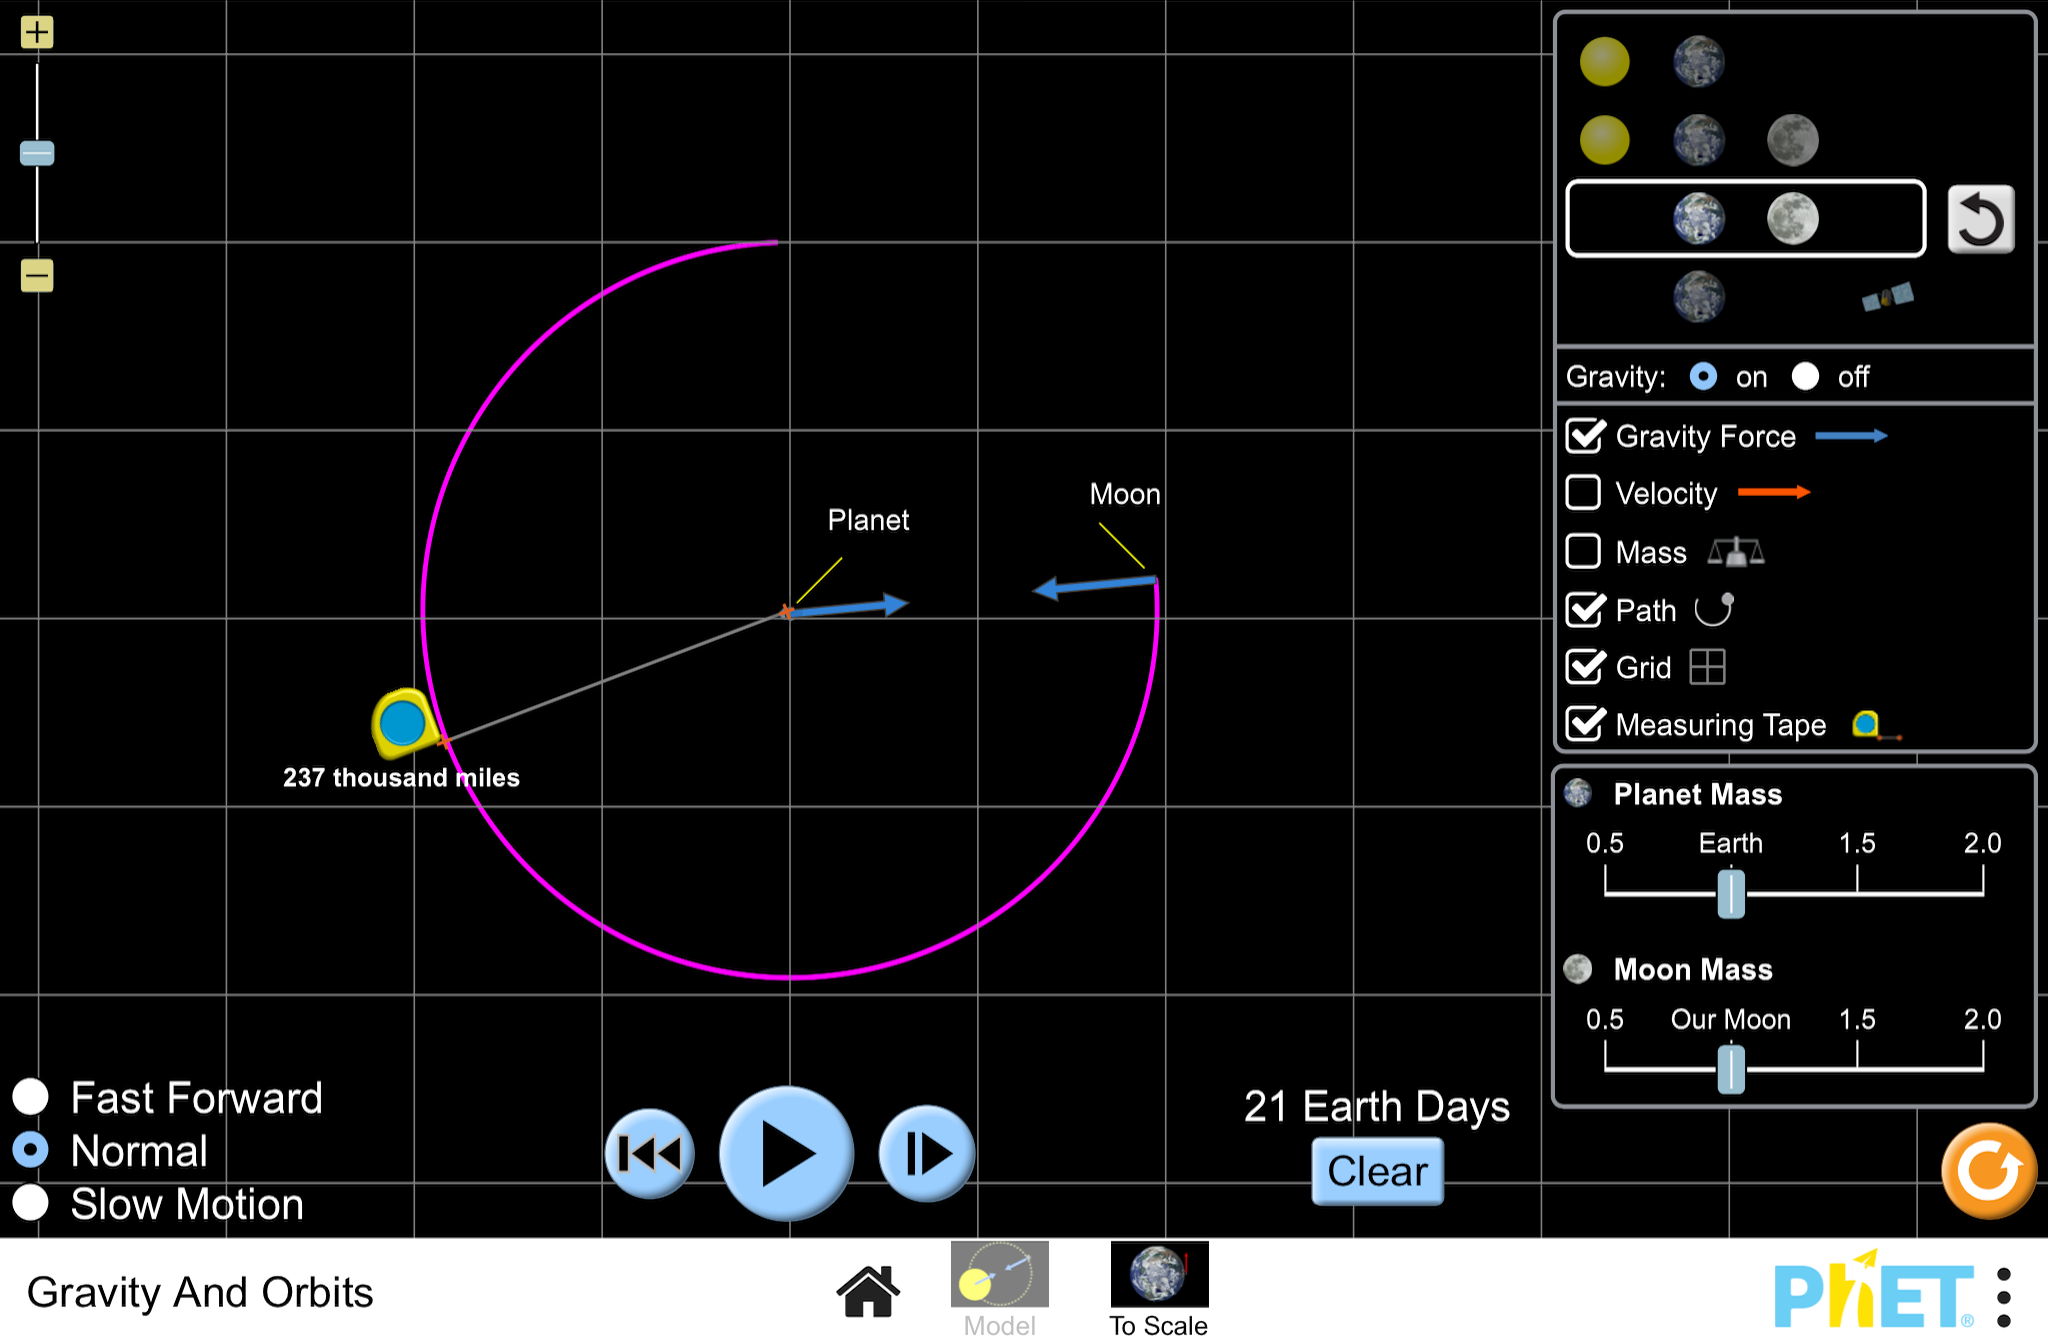 Gravity: on off
Gravity Force
Velocity
Mass
Path
Grid
Measuring Tape
Planet
Moon
237 thousand miles
Planet Mass
0.5 Earth 1.5 2.0
Moon Mass
0.5 Our Moon 1.5 2.0
Fast Forward
Normal
Slow Motion
21 Earth Days
Clear
Gravity And Orbits
Model
To Scale
PhET®